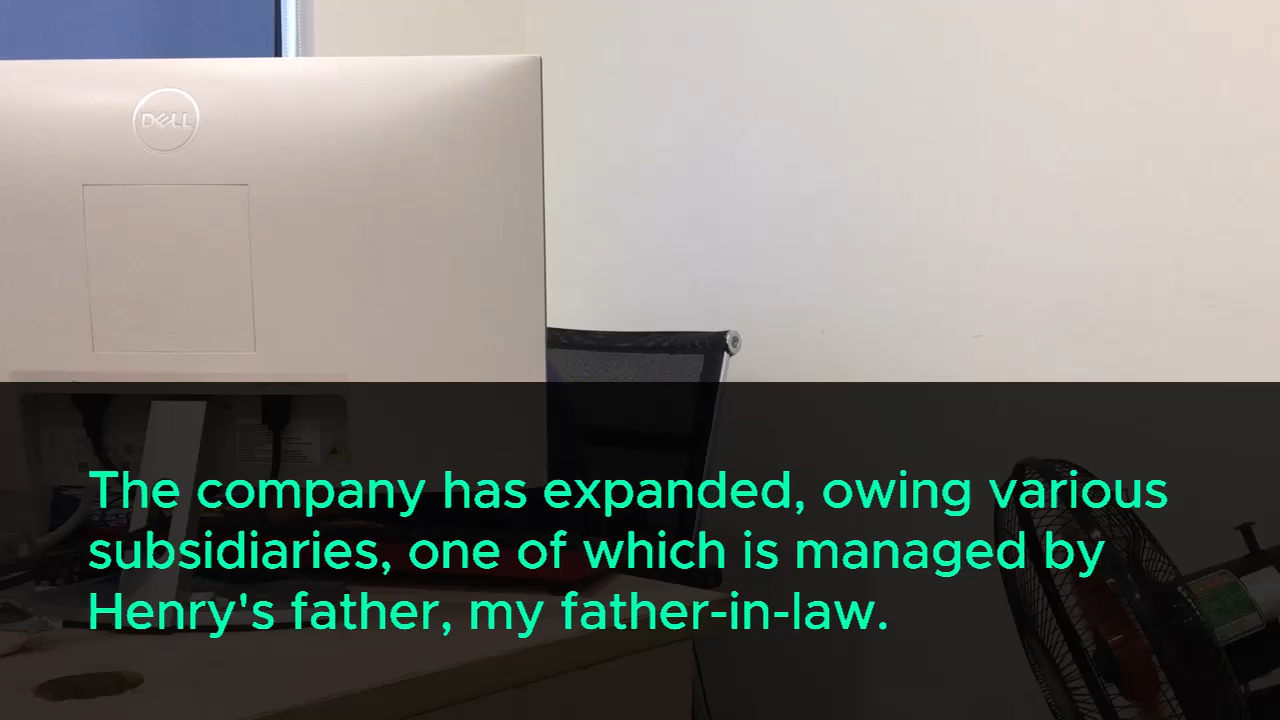 DELL
The company has expanded, owing various
subsidiaries, one of which is managed by
Henry's father, my father-in-law.